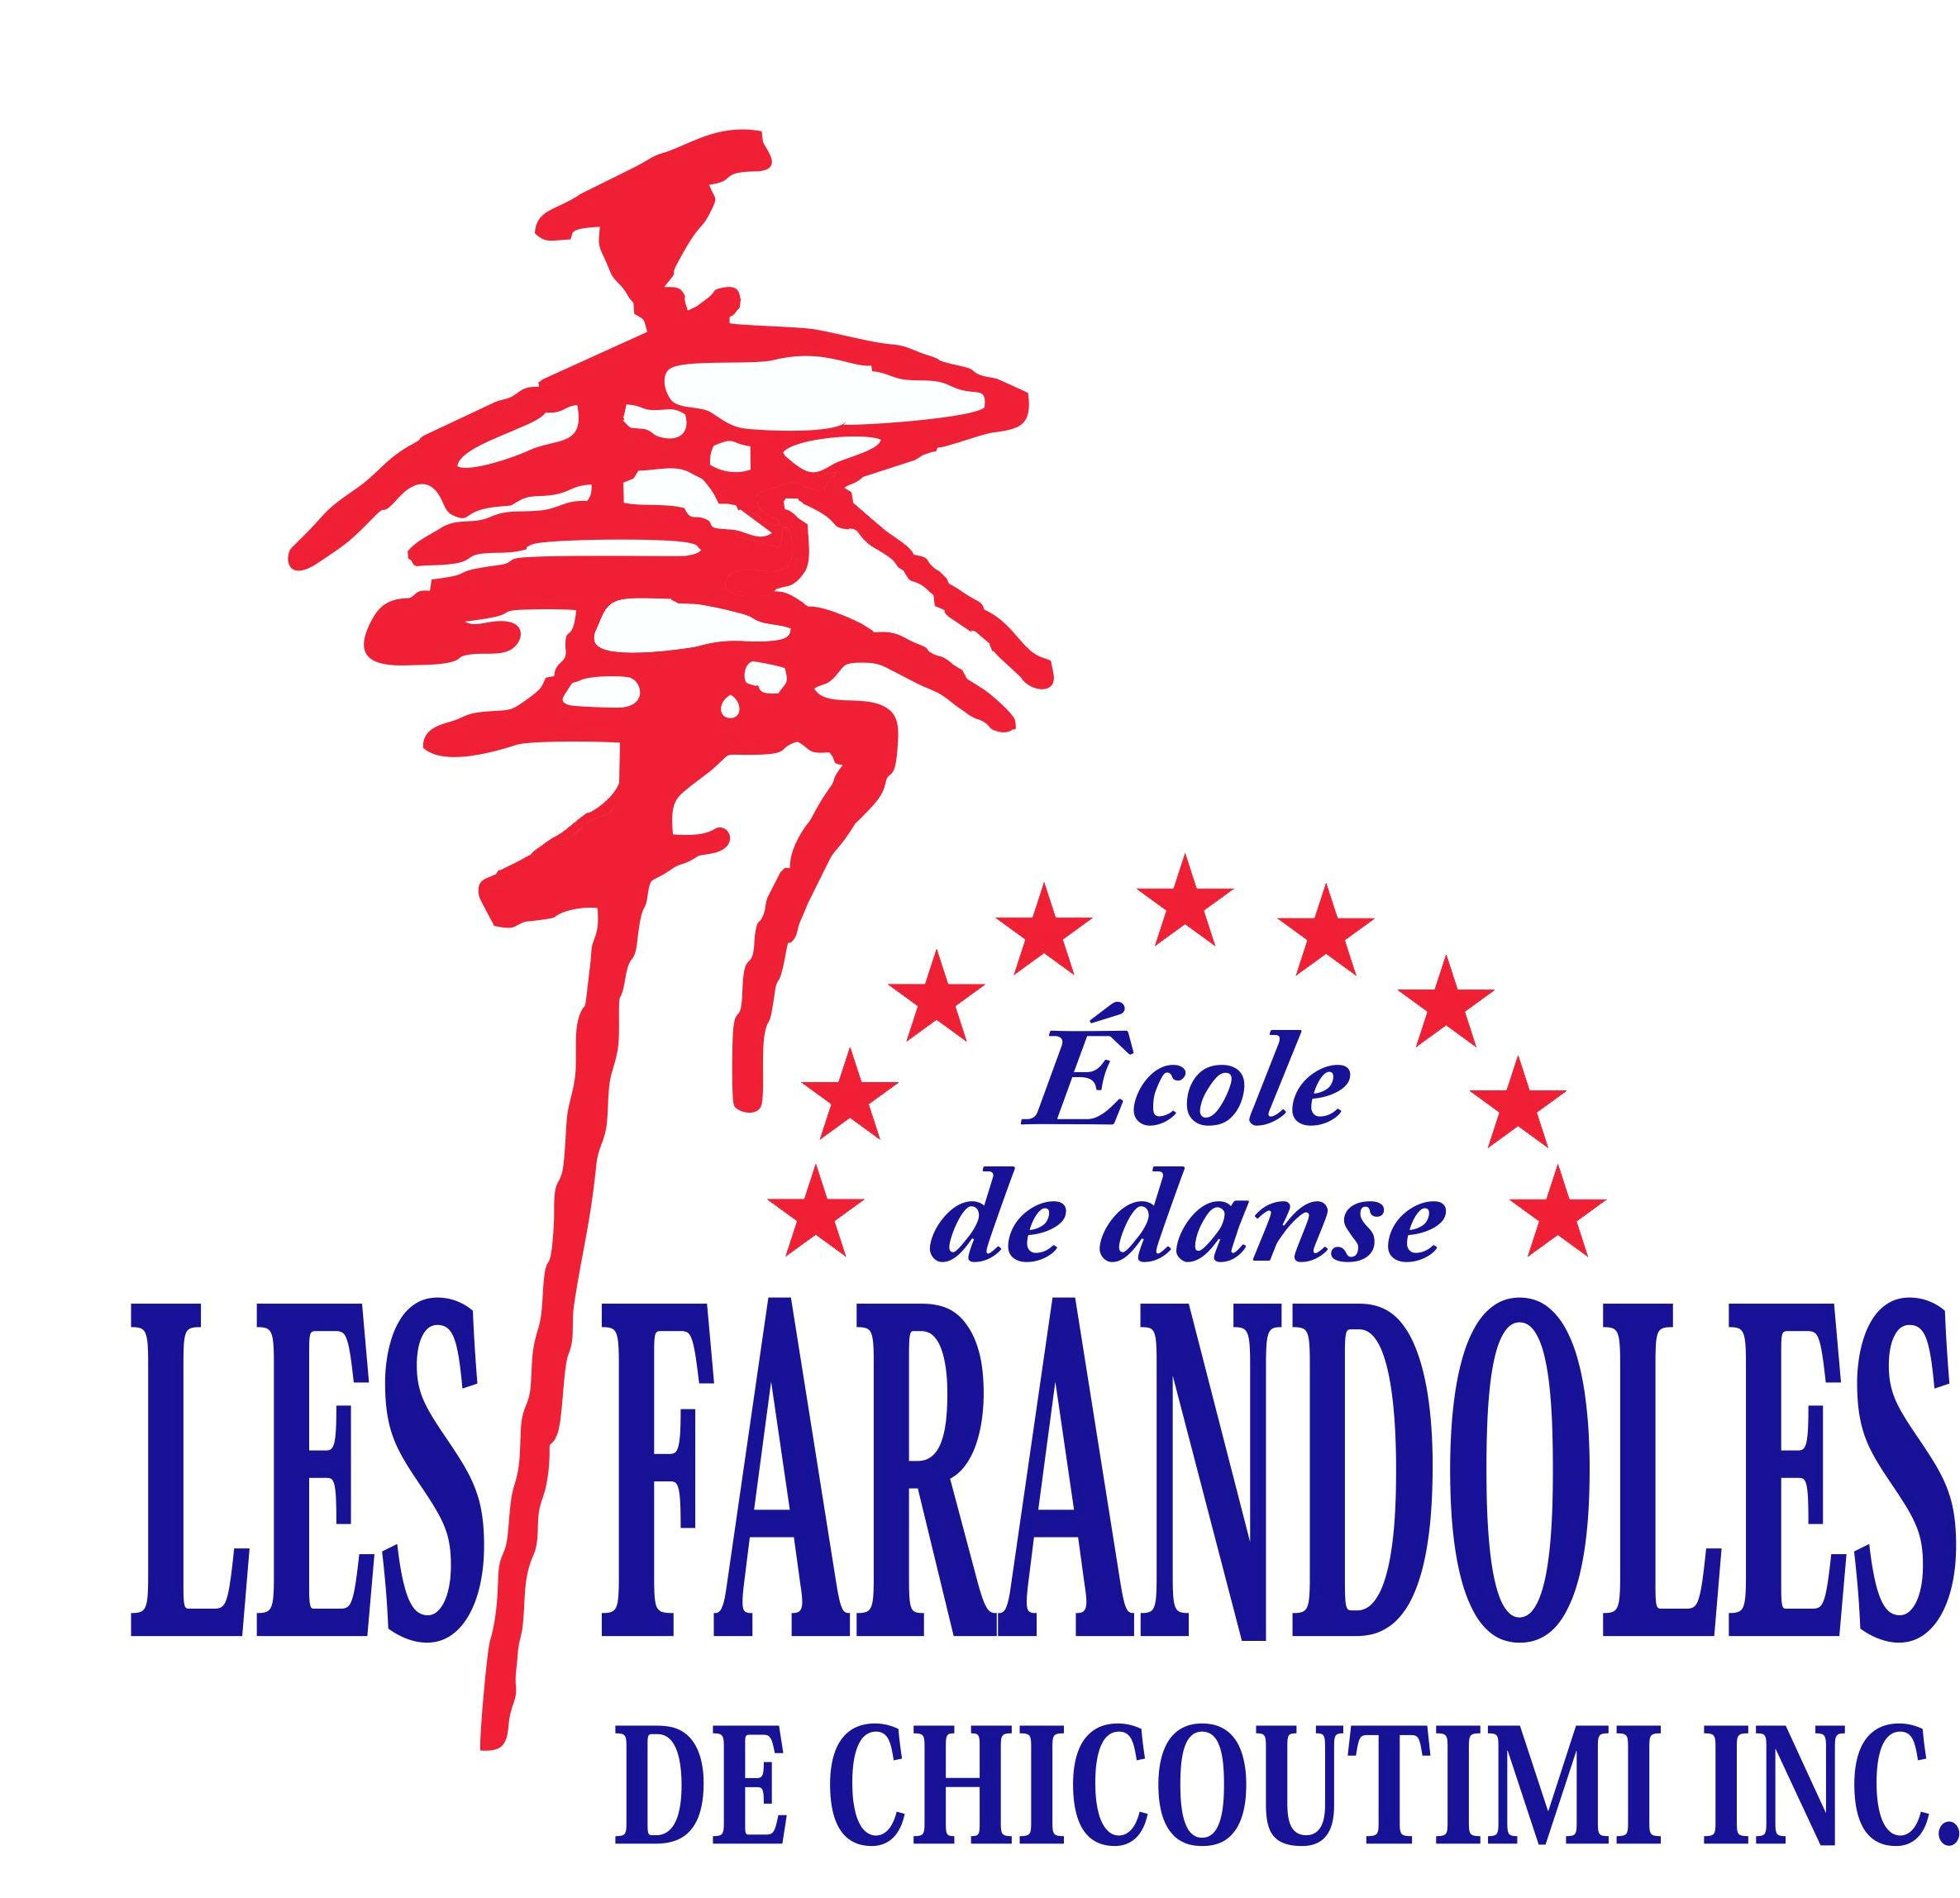 École
de danse
LES FARANDOLES
DE CHICOUTIMI INC.